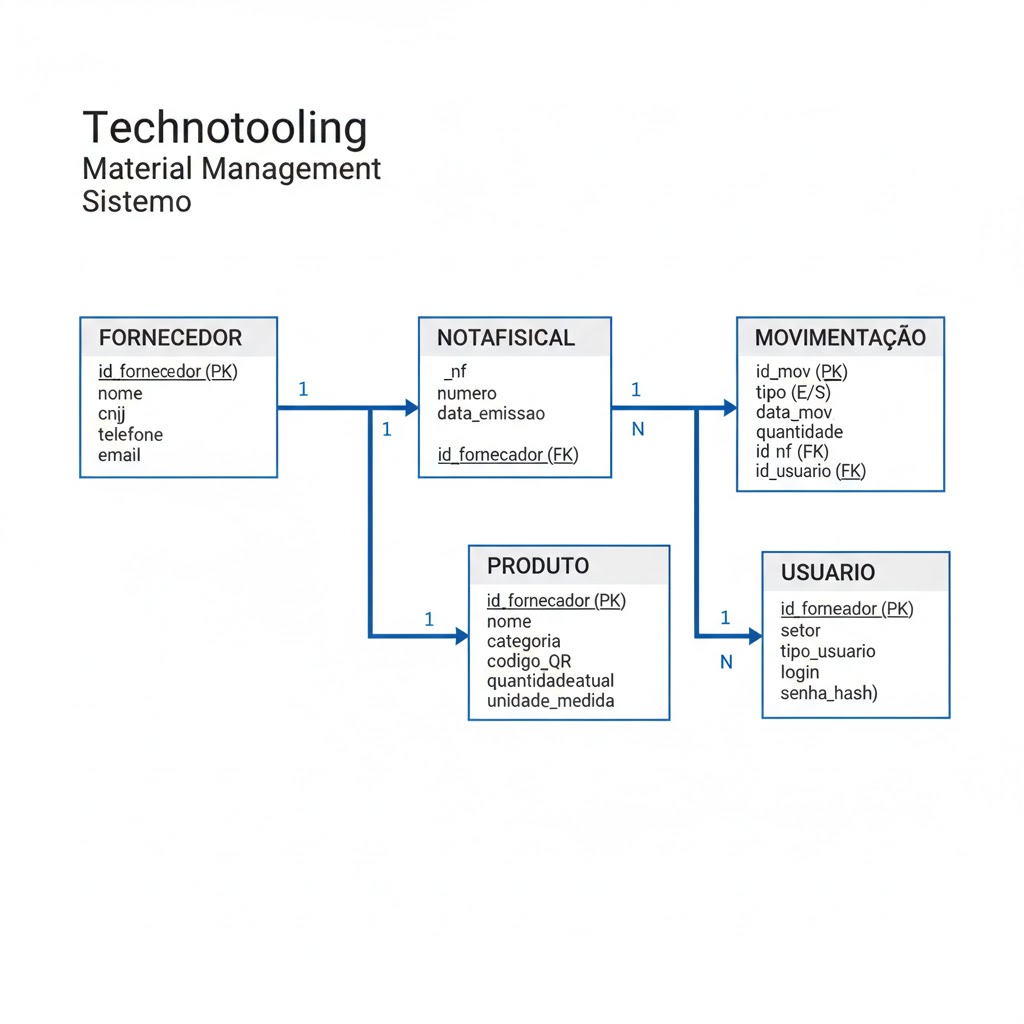 Technotooling
Material Management
Sistemo
FORNECEDOR
id_fornecedor (PK)
nome
cnjj
telefone
email
1
1
NOTAFISICAL
_nf
numero
data_emissao
id_fornecador (FK)
1
N
MOVIMENTAÇÃO
id_mov (PK)
tipo (E/S)
data_mov
quantidade
id nf (FK)
id_usuario (FK)
1
PRODUTO
id_fornecador (PK)
nome
categoria
codigo_QR
quantidadeatual
unidade_medida
1
N
USUARIO
id_forneador (PK)
setor
tipo_usuario
login
senha_hash)